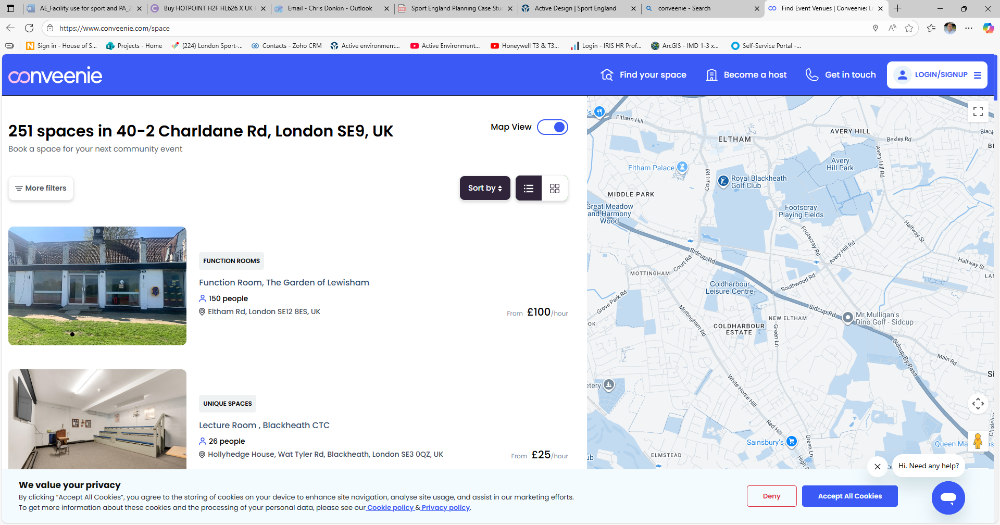 AE_Facility use for sport and PA_2
Buy HOTPOINT H2F HL626 X UK F
Email - Chris Donkin - Outlook
Sport England Planning Case Stu
Active Design | Sport England
conveenie - Search
Find Event Venues | Conveenie: Lo
https://www.conveenie.com/space
Sign in - House of S...
Projects - Home
(224) London Sport-...
Contacts - Zoho CRM
Active environment...
Active Environment...
Honeywell T3 & T3...
Login - IRIS HR Prof...
ArcGIS - IMD 1-3 x...
Self-Service Portal -...
conveenie
Find your space
Become a host
Get in touch
LOGIN/SIGNUP
251 spaces in 40-2 Charldane Rd, London SE9, UK
Book a space for your next community event
Map View
More filters
Sort by
FUNCTION ROOMS
Function Room, The Garden of Lewisham
150 people
Eltham Rd, London SE12 8ES, UK
From £100/hour
UNIQUE SPACES
Lecture Room , Blackheath CTC
26 people
Hollyhedge House, Wat Tyler Rd, Blackheath, London SE3 0QZ, UK
From £25/hour
's
Eltham Hill
ELTHAM
AVERY HILL
Bexley Rd
Black
BE
Avery Hill Rd
Avery
Hill Park
Eltham Palace
Court Rd
Royal Blackheath
Golf Club
MIDDLE PARK
Great Meadow
and Harmony
Wood
Footscray
Playing Fields
Halfway St
Footscray Rd
Avery Hill Rd
Sidcup Rd
Court Rd
Halfway St
MOTTINGHAM
LA
Coldharbour
Leisure Centre
Southwood Rd
Grove Park Rd
Mottingham Rd
Sidcup Rd
NEW ELTHAM
Mr Mulligan's
Dino Golf - Sidcup
OK
COLDHARBOUR
ESTATE
Green Ln
Sidcup By-Pass
Main Rd
Si
etery
White Horse Hill
Red Hill
Green Ln
Sainsbury's
Queen Ma
os
Chislehu
ub
ELMSTEAD
High S
Hi. Need any help?
We value your privacy
By clicking “Accept All Cookies”, you agree to the storing of cookies on your device to enhance site navigation, analyse site usage, and assist in our marketing efforts.
To get more information about these cookies and the processing of your personal data, please see our Cookie policy & Privacy policy.
Deny
Accept All Cookies